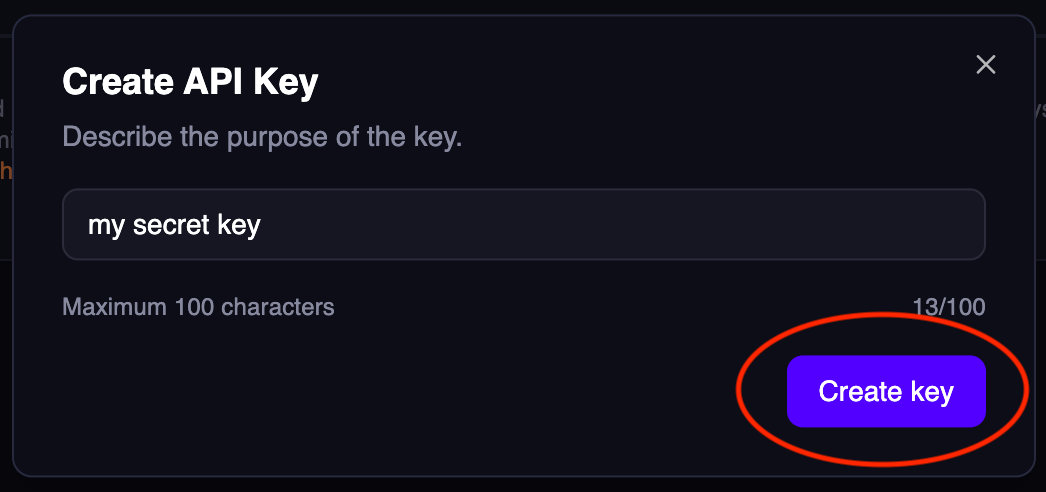 Create API Key
Describe the purpose of the key.
my secret key
Maximum 100 characters
13/100
Create key